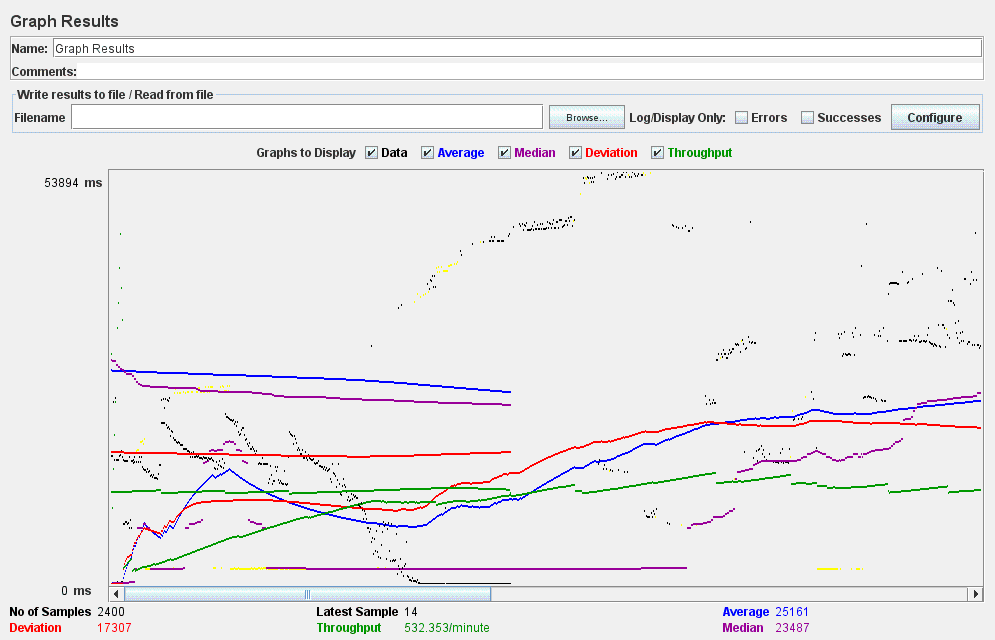 Graph Results
Name: Graph Results
Comments:
Write results to file / Read from file
Filename Browse... Log/Display Only: Errors Successes Configure
Graphs to Display Data Average Median Deviation Throughput
53894 ms
0 ms
No of Samples 2400 Latest Sample 14 Average 25161
Deviation 17307 Throughput 532.353/minute Median 23487